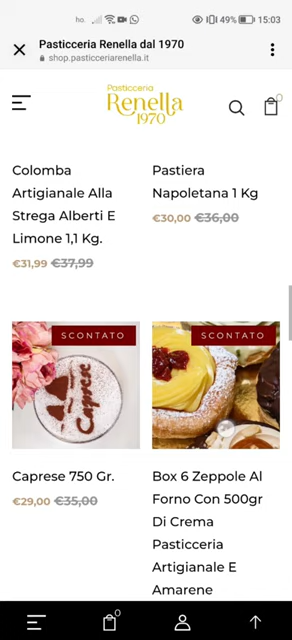 ho. 49% 15:03
Pasticceria Renella dal 1970
shop.pasticceriarenella.it
Pasticceria
Renella
1970
0
Colomba
Artigianale Alla
Strega Alberti E
Limone 1,1 Kg.
€31,99 €37,99
Pastiera
Napoletana 1 Kg
€30,00 €36,00
SCONTATO
Caprese
SCONTATO
Caprese 750 Gr.
€29,00 €35,00
Box 6 Zeppole Al
Forno Con 500gr
Di Crema
Pasticceria
Artigianale E
Amarene
0